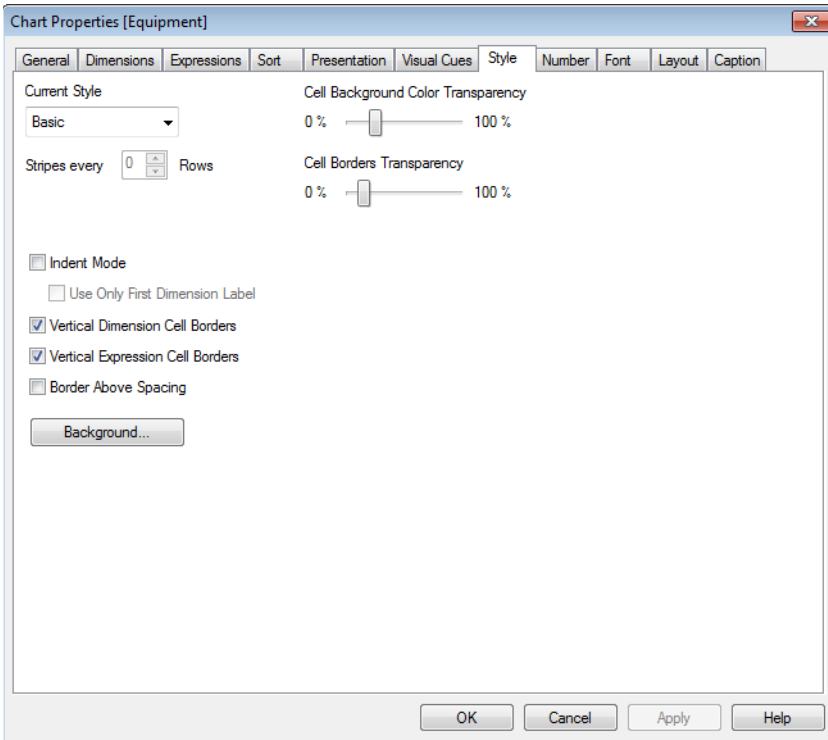 Chart Properties [Equipment]
General Dimensions Expressions Sort Presentation Visual Cues Style Number Font Layout Caption
Current Style
Cell Background Color Transparency
Basic
0 % 100 %
Stripes every 0 Rows
Cell Borders Transparency
0 % 100 %
Indent Mode
Use Only First Dimension Label
Vertical Dimension Cell Borders
Vertical Expression Cell Borders
Border Above Spacing
Background...
OK Cancel Apply Help